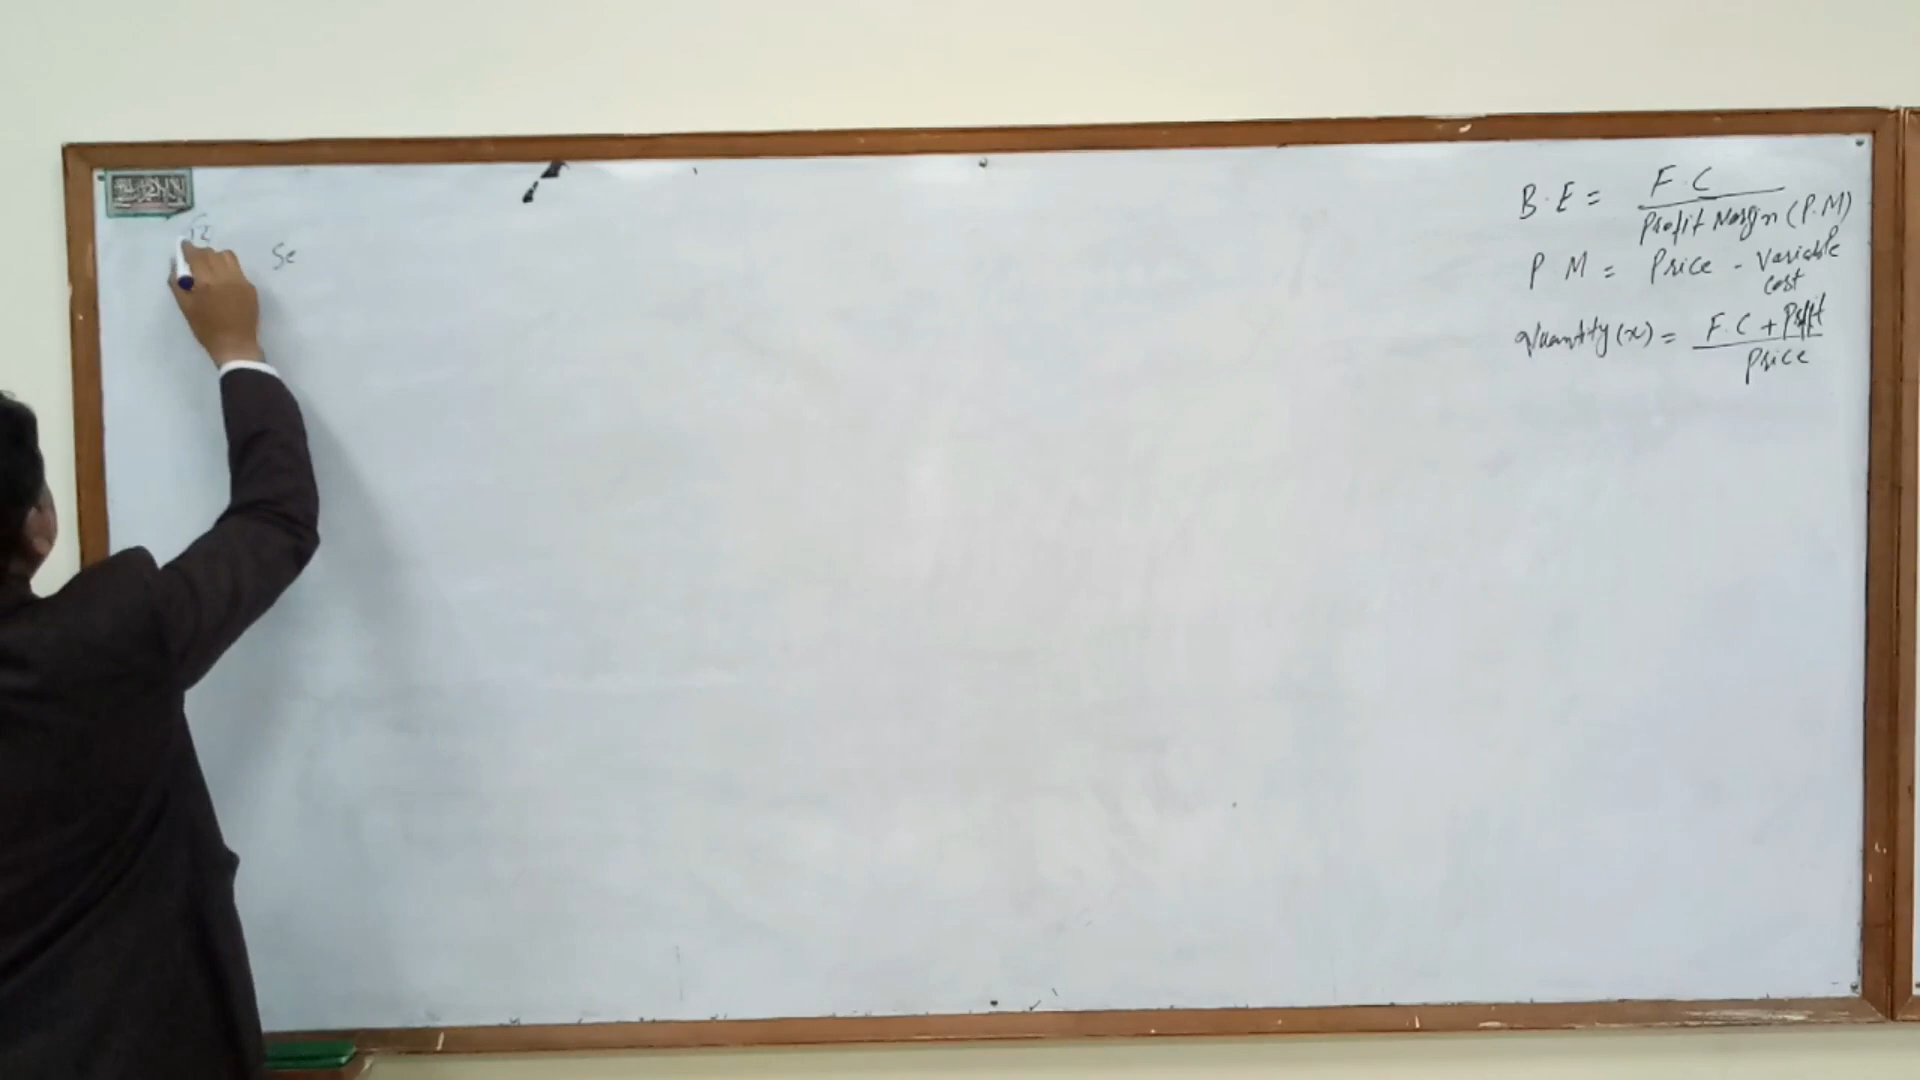 Se
B.E = F.C / Profit Margin (P.M)
P M = Price - Variable cost
Quantity (x) = F.C + Profit / Price